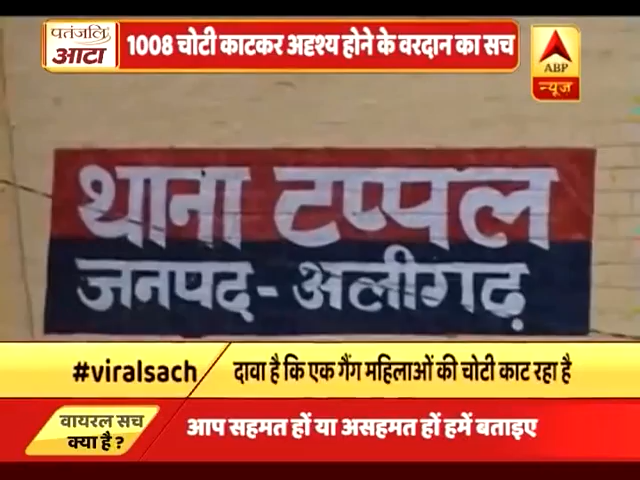 पतंजलि
आटा
1008 चोटी काटकर अदृश्य होने के वरदान का सच
ABP
न्यूज़
थाना टप्पल
जनपद - अलीगढ़
#viralsach
दावा है कि एक गैंग महिलाओं की चोटी काट रहा है
वायरल सच
क्या है ?
आप सहमत हों या असहमत हों हमें बताइए